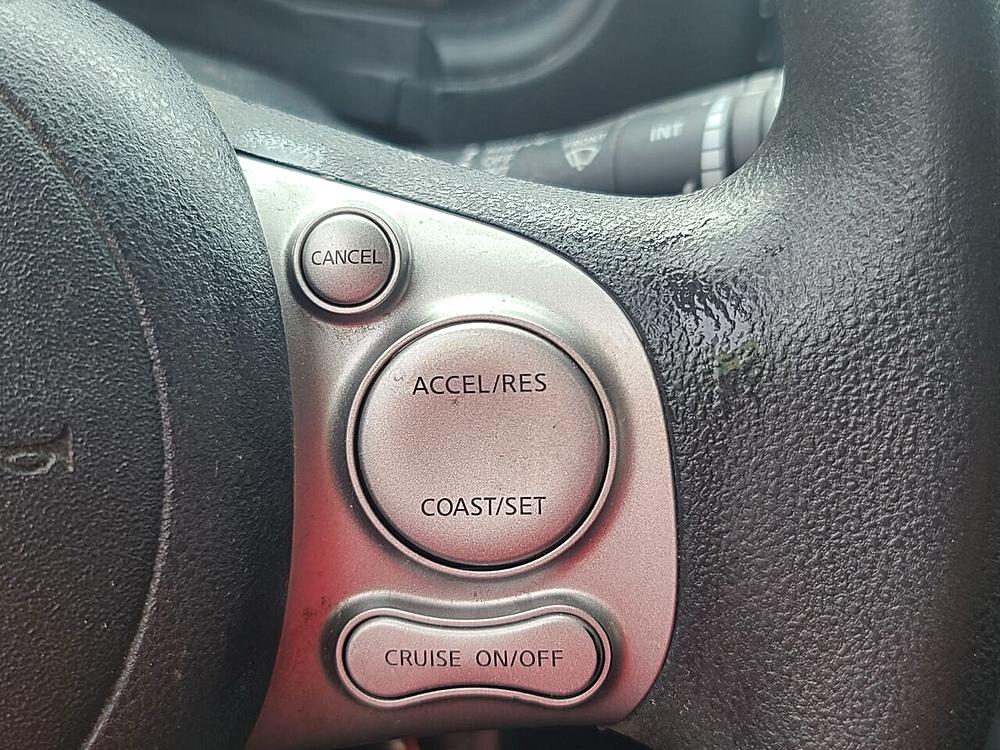 INT
CANCEL
ACCEL/RES
COAST/SET
CRUISE ON/OFF